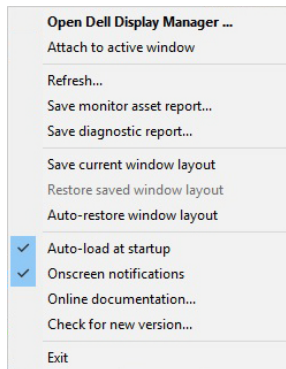 Open Dell Display Manager ...
Attach to active window
Refresh...
Save monitor asset report...
Save diagnostic report...
Save current window layout
Restore saved window layout
Auto-restore window layout
Auto-load at startup
Onscreen notifications
Online documentation...
Check for new version...
Exit